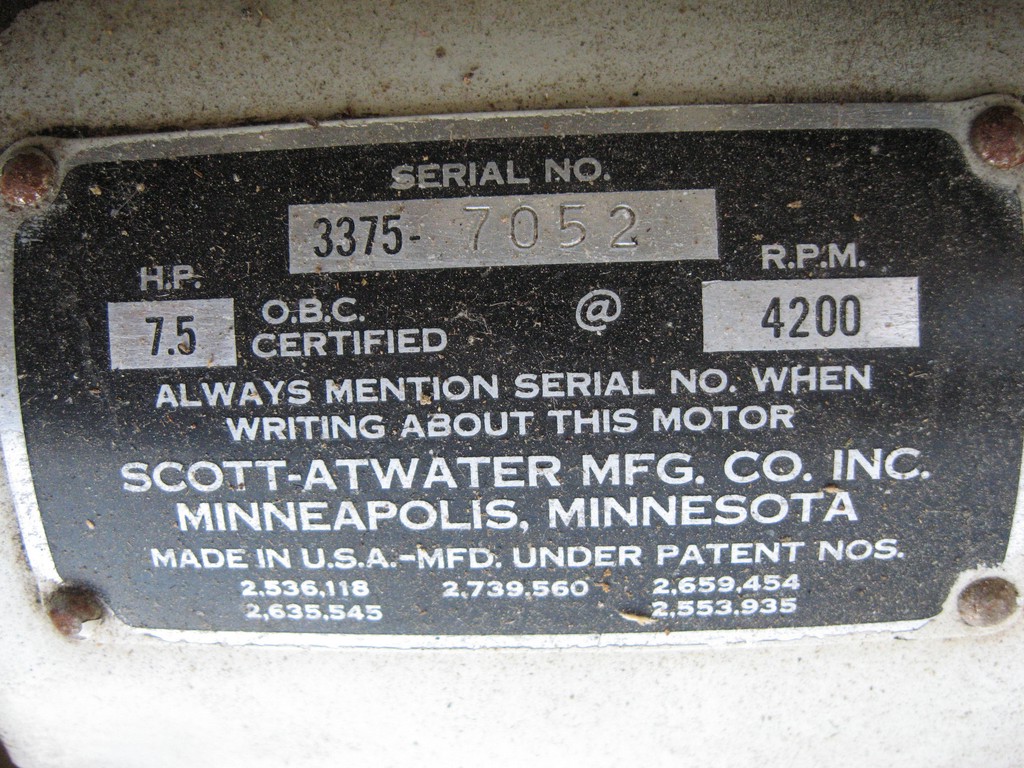 SERIAL NO.
3375- 7052
H.P. R.P.M.
7.5 O.B.C. CERTIFIED @ 4200
ALWAYS MENTION SERIAL NO. WHEN
WRITING ABOUT THIS MOTOR
SCOTT-ATWATER MFG. CO. INC.
MINNEAPOLIS, MINNESOTA
MADE IN U.S.A.-MFD. UNDER PATENT NOS.
2,536,118 2,739,560 2,659,454
2,635,545 2,553,935